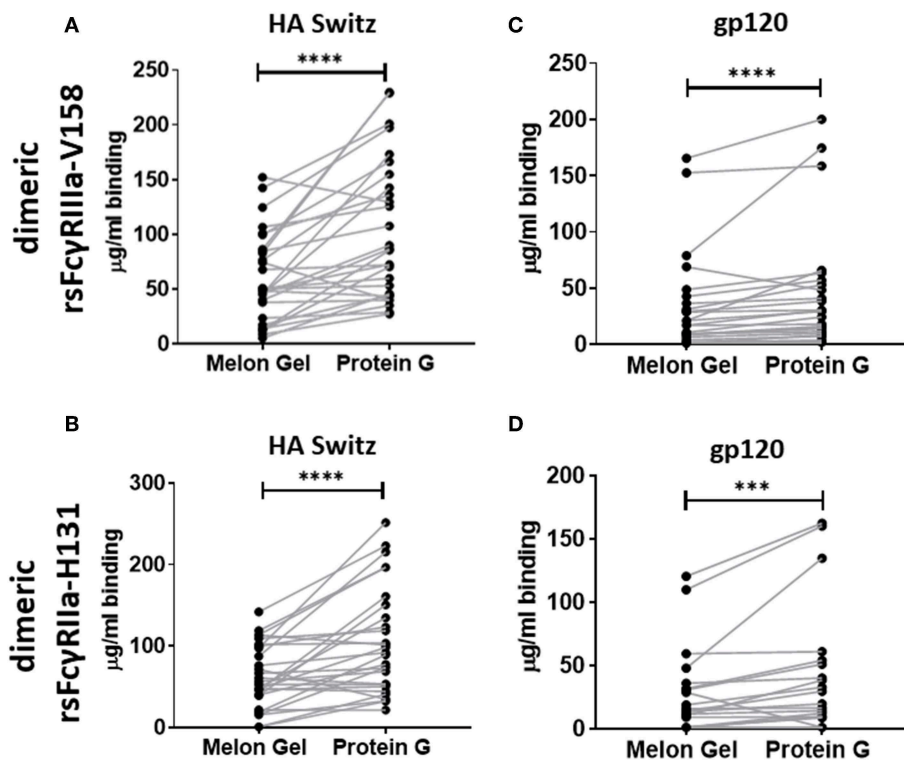 A
HA Switz
dimeric
rsFcγRIIIa-V158
μg/ml binding
250
200
150
100
50
0
****
Melon Gel Protein G
C
gp120
μg/ml binding
250
200
150
100
50
0
****
Melon Gel Protein G
B
HA Switz
dimeric
rsFcγRIIa-H131
μg/ml binding
300
200
100
0
****
Melon Gel Protein G
D
gp120
μg/ml binding
200
150
100
50
0
***
Melon Gel Protein G